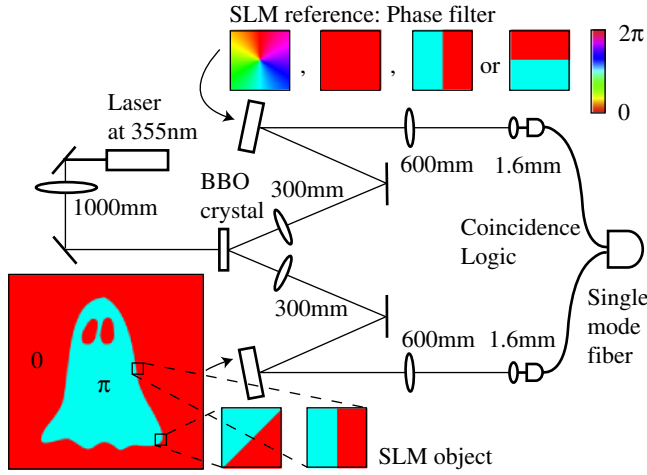 SLM reference: Phase filter
, , or
2π
0
Laser
at 355nm
1000mm
BBO
crystal
300mm
600mm
1.6mm
Coincidence
Logic
300mm
Single
mode
fiber
600mm
1.6mm
0
π
SLM object